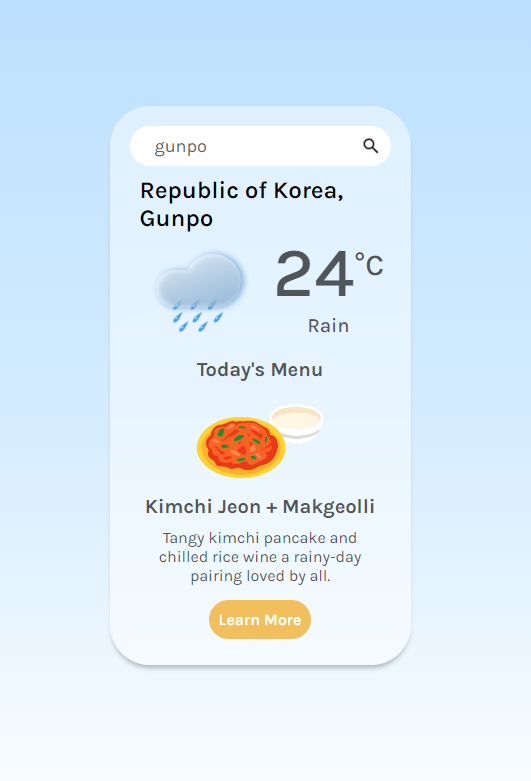 gunpo
Republic of Korea,
Gunpo
24°C
Rain
Today's Menu
Kimchi Jeon + Makgeolli
Tangy kimchi pancake and
chilled rice wine a rainy-day
pairing loved by all.
Learn More